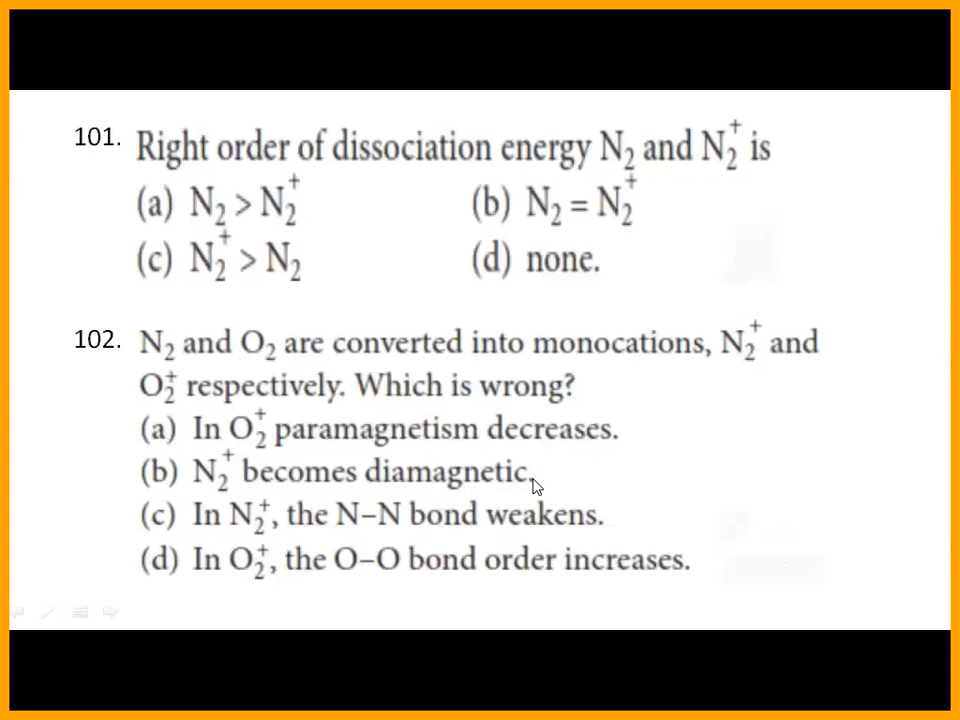 101. Right order of dissociation energy N₂ and N₂⁺ is
(a) N₂ > N₂⁺ (b) N₂ = N₂⁺
(c) N₂⁺ > N₂ (d) none.
102. N₂ and O₂ are converted into monocations, N₂⁺ and
O₂⁺ respectively. Which is wrong?
(a) In O₂⁺ paramagnetism decreases.
(b) N₂⁺ becomes diamagnetic.
(c) In N₂⁺, the N–N bond weakens.
(d) In O₂⁺, the O–O bond order increases.